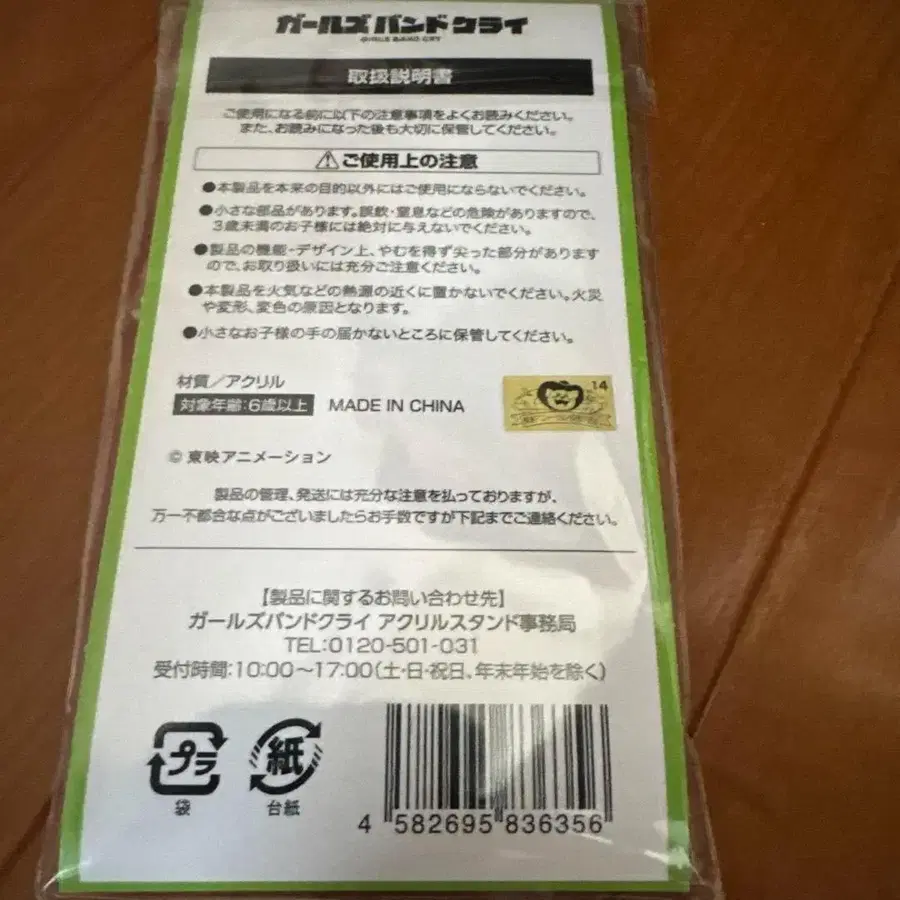 ガールズバンドクライ
GIRLS BAND CRY
取扱説明書
ご使用になる前に以下の注意事項をよくお読みください。
また、お読みになった後も大切に保管してください。
⚠ご使用上の注意
●本製品を本来の目的以外にはご使用にならないでください。
●小さな部品があります。誤飲・窒息などの危険がありますので、
3歳未満のお子様には絶対に与えないでください。
●製品の機能・デザイン上、やむを得ず尖った部分があります
ので、お取り扱いには充分ご注意ください。
●本製品を火気などの熱源の近くに置かないでください。火災
や変形、変色の原因となります。
●小さなお子様の手の届かないところに保管してください。
材質/アクリル
対象年齢:6歳以上 MADE IN CHINA
14
© 東映アニメーション
製品の管理、発送には充分な注意を払っておりますが、
万一不都合な点がございましたらお手数ですが下記までご連絡ください。
【製品に関するお問い合わせ先】
ガールズバンドクライ アクリルスタンド事務局
TEL:0120-501-031
受付時間:10:00〜17:00(土・日・祝日、年末年始を除く)
プラ
袋
紙
台紙
4 582695 836356